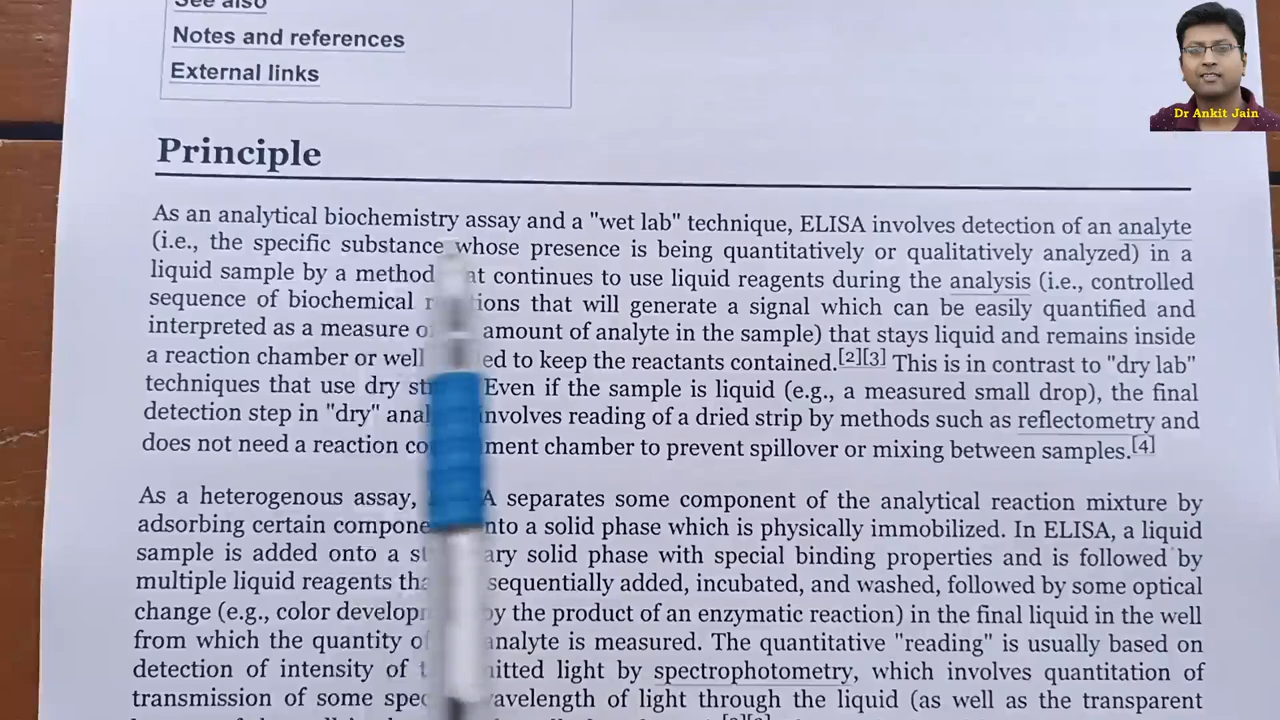 See also
Notes and references
External links
Dr Ankit Jain
Principle
As an analytical biochemistry assay and a "wet lab" technique, ELISA involves detection of an analyte
(i.e., the specific substance whose presence is being quantitatively or qualitatively analyzed) in a
liquid sample by a method at continues to use liquid reagents during the analysis (i.e., controlled
sequence of biochemical ions that will generate a signal which can be easily quantified and
interpreted as a measure amount of analyte in the sample) that stays liquid and remains inside
a reaction chamber or well ed to keep the reactants contained.[2][3] This is in contrast to "dry lab"
techniques that use dry Even if the sample is liquid (e.g., a measured small drop), the final
detection step in "dry" involves reading of a dried strip by methods such as reflectometry and
does not need a reaction ment chamber to prevent spillover or mixing between samples.[4]
As a heterogenous assay, A separates some component of the analytical reaction mixture by
adsorbing certain nto a solid phase which is physically immobilized. In ELISA, a liquid
sample is added onto a ary solid phase with special binding properties and is followed by
multiple liquid reagents sequentially added, incubated, and washed, followed by some optical
change (e.g., color by the product of an enzymatic reaction) in the final liquid in the well
from which the quantity analyte is measured. The quantitative "reading" is usually based on
detection of intensity of itted light by spectrophotometry, which involves quantitation of
transmission of some avelength of light through the liquid (as well as the transparent